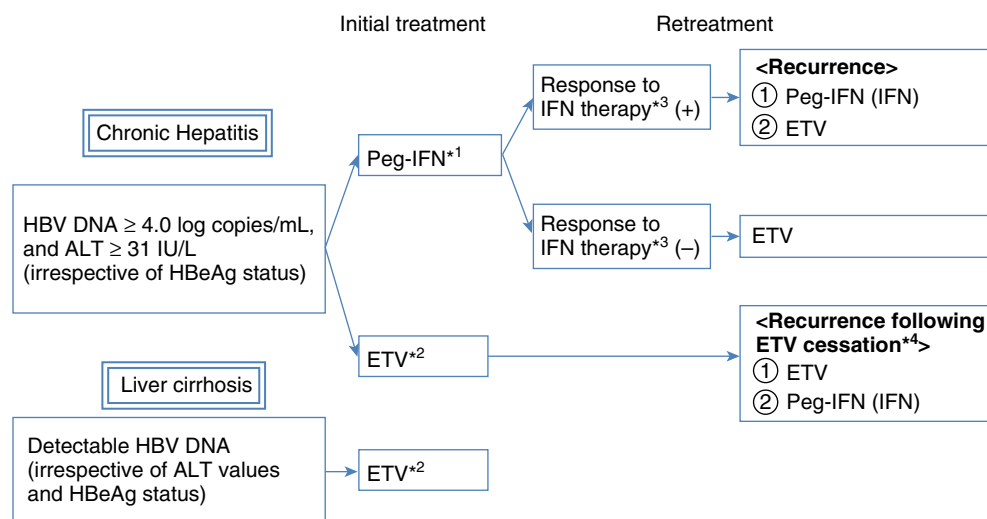 Initial treatment
Retreatment
Chronic Hepatitis
HBV DNA ≥ 4.0 log copies/mL,
and ALT ≥ 31 IU/L
(irrespective of HBeAg status)
Peg-IFN*1
Response to
IFN therapy*3 (+)
<Recurrence>
① Peg-IFN (IFN)
② ETV
Response to
IFN therapy*3 (–)
ETV
ETV*2
<Recurrence following
ETV cessation*4>
① ETV
② Peg-IFN (IFN)
Liver cirrhosis
Detectable HBV DNA
(irrespective of ALT values
and HBeAg status)
ETV*2